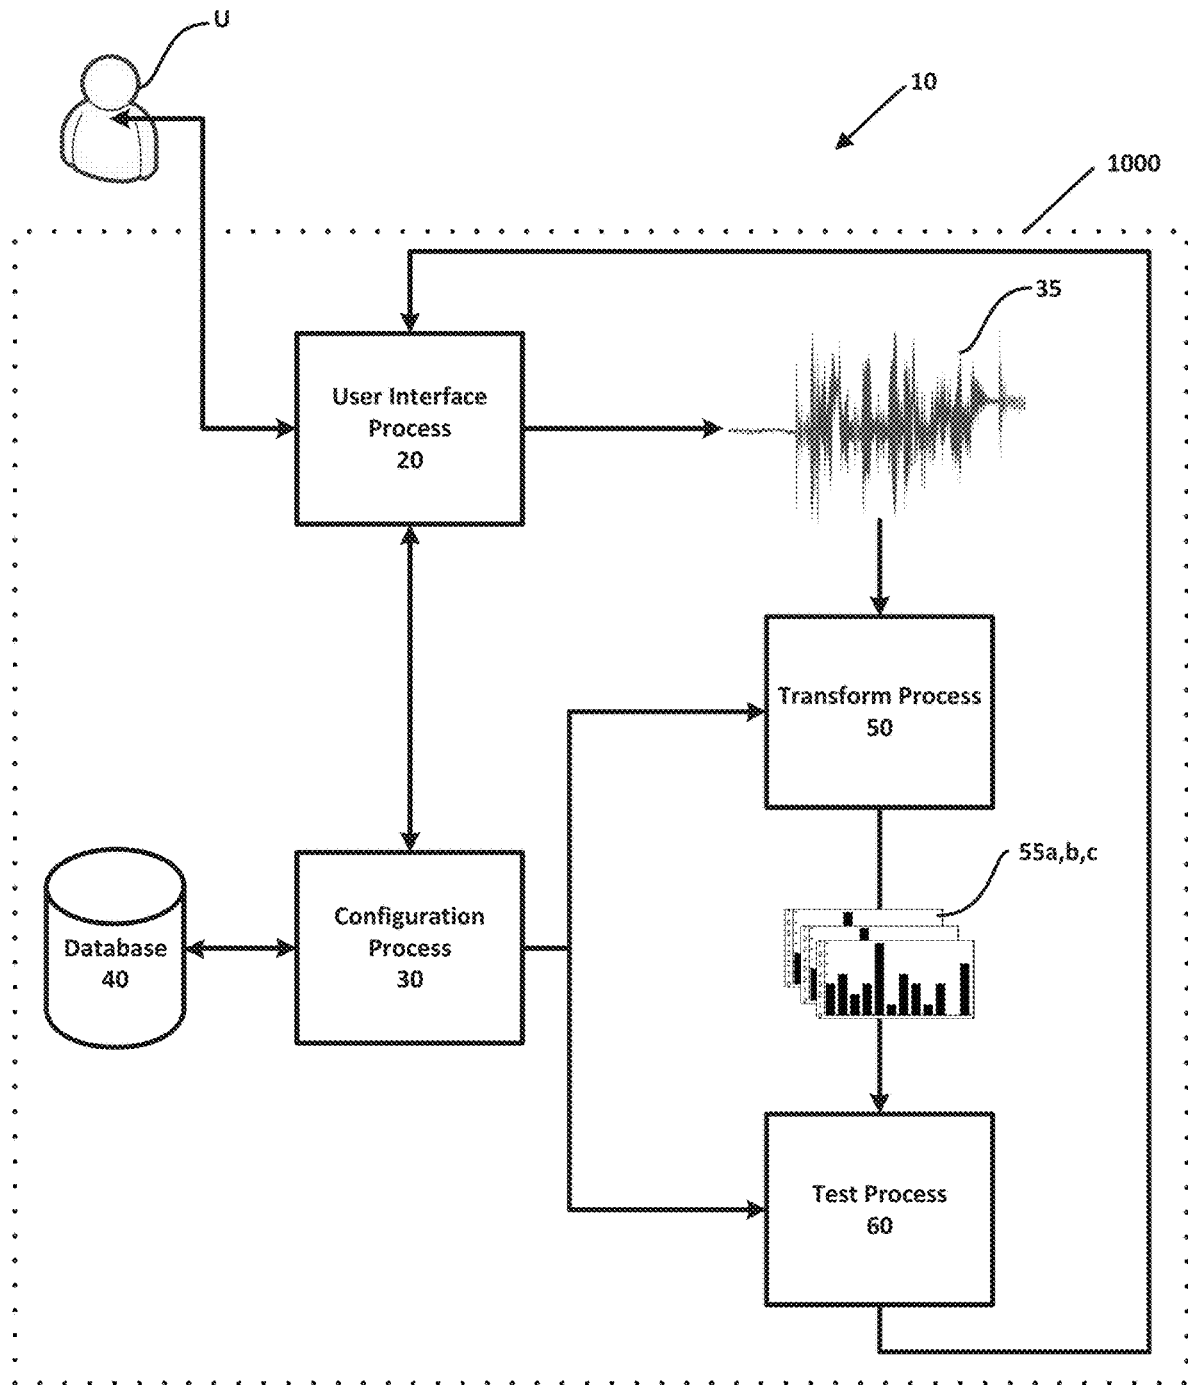 U
10
1000
35
User Interface
Process
20
Transform Process
50
55a,b,c
Database
40
Configuration
Process
30
Test Process
60